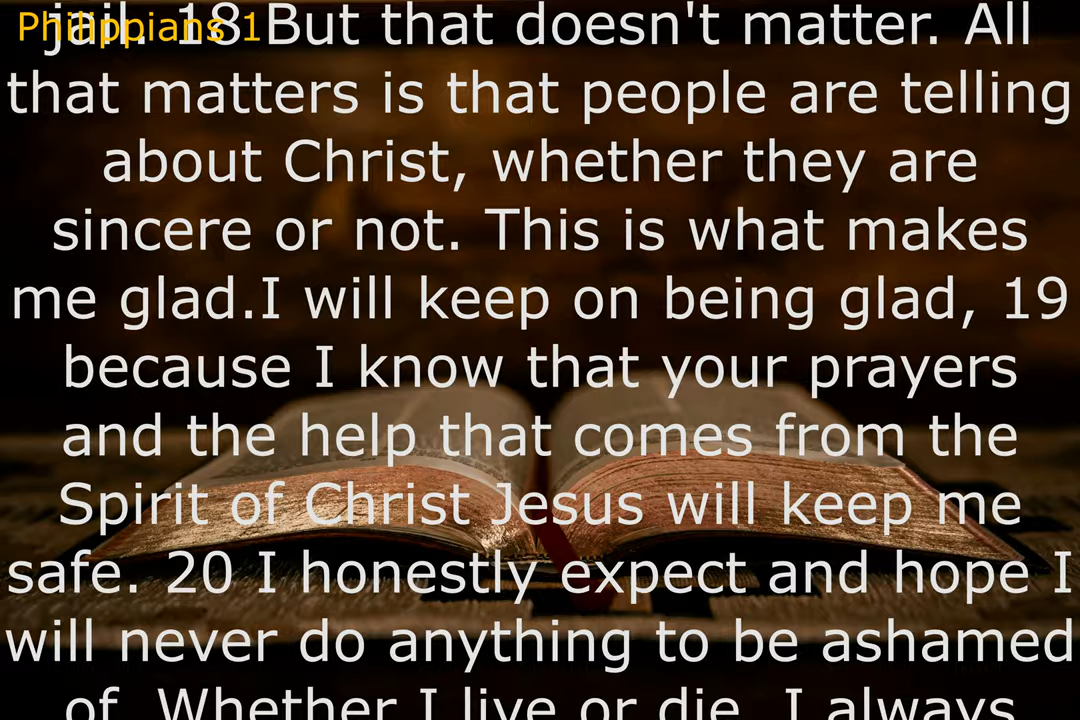 Philippians 1
jail. 18 But that doesn't matter. All
that matters is that people are telling
about Christ, whether they are
sincere or not. This is what makes
me glad.I will keep on being glad, 19
because I know that your prayers
and the help that comes from the
Spirit of Christ Jesus will keep me
safe. 20 I honestly expect and hope I
will never do anything to be ashamed
of. Whether I live or die, I always